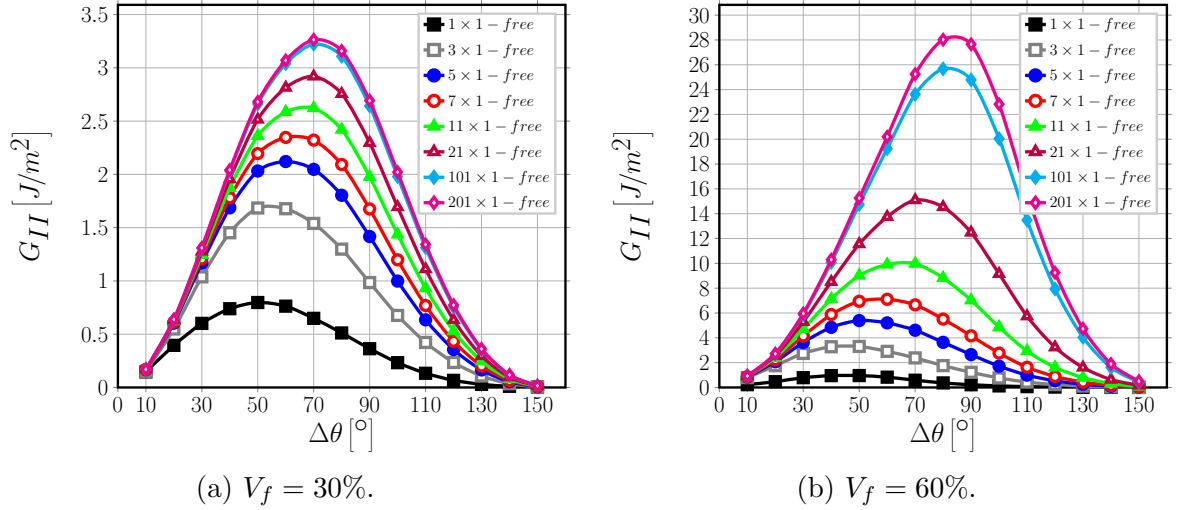 3.5
3
2.5
2
1.5
1
0.5
0
0 10 30 50 70 90 110 130 150
G_{II} [J/m^2]
Δθ [°]
1 × 1 − free
3 × 1 − free
5 × 1 − free
7 × 1 − free
11 × 1 − free
21 × 1 − free
101 × 1 − free
201 × 1 − free
(a) V_f = 30%.
30
28
26
24
22
20
18
16
14
12
10
8
6
4
2
0
0 10 30 50 70 90 110 130 150
G_{II} [J/m^2]
Δθ [°]
1 × 1 − free
3 × 1 − free
5 × 1 − free
7 × 1 − free
11 × 1 − free
21 × 1 − free
101 × 1 − free
201 × 1 − free
(b) V_f = 60%.